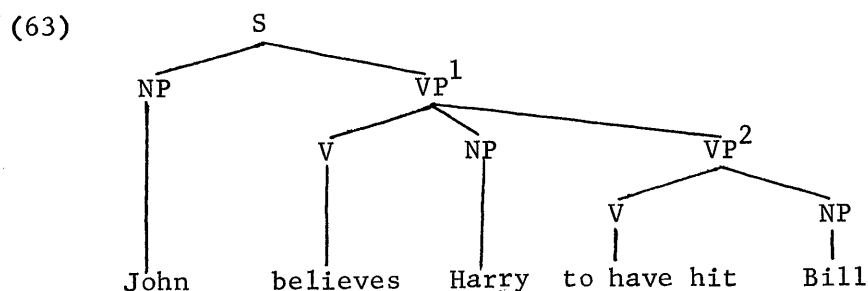 (63)
S
NP VP1
V NP VP2
V NP
John believes Harry to have hit Bill